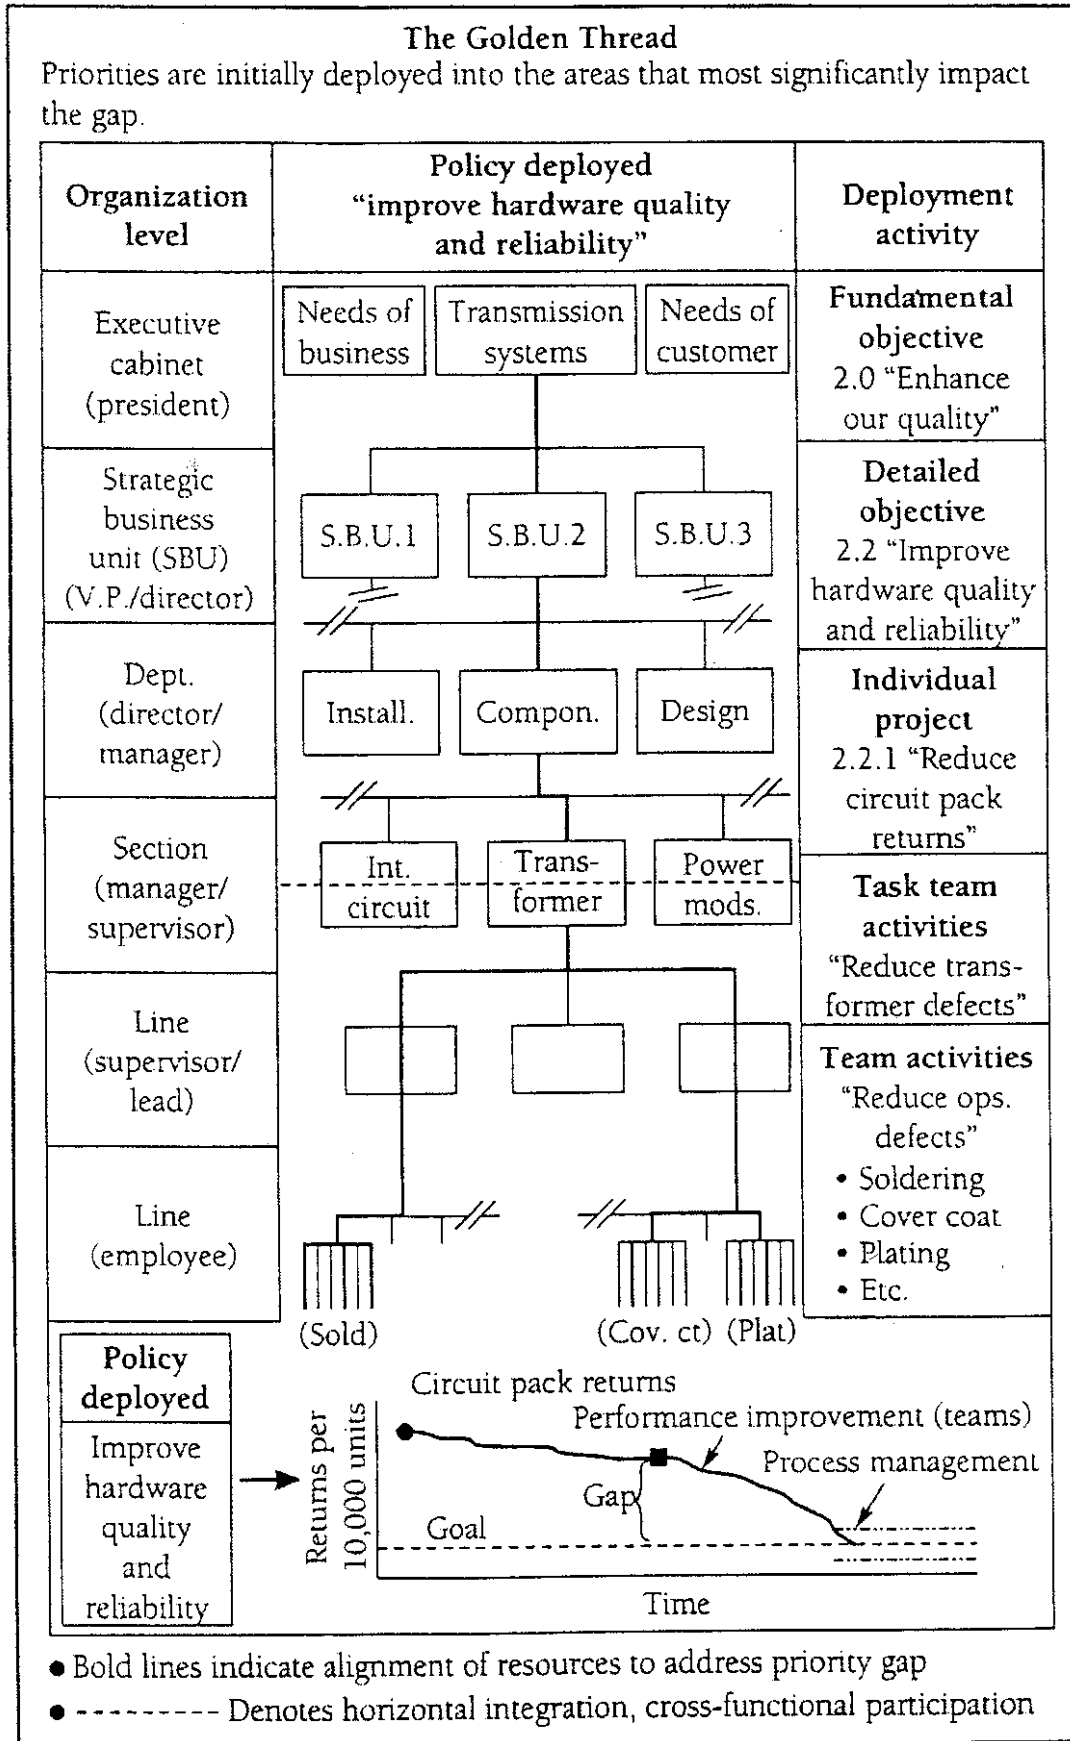 The Golden Thread
Priorities are initially deployed into the areas that most significantly impact
the gap.
Organization
level
Policy deployed
“improve hardware quality
and reliability”
Deployment
activity
Executive
cabinet
(president)
Needs of
business
Transmission
systems
Needs of
customer
Fundamental
objective
2.0 “Enhance
our quality”
Strategic
business
unit (SBU)
(V.P./director)
S.B.U.1
S.B.U.2
S.B.U.3
Detailed
objective
2.2 “Improve
hardware quality
and reliability”
Dept.
(director/
manager)
Install.
Compon.
Design
Individual
project
2.2.1 “Reduce
circuit pack
returns”
Section
(manager/
supervisor)
Int.
circuit
Trans-
former
Power
mods.
Task team
activities
“Reduce trans-
former defects”
Line
(supervisor/
lead)
Team activities
“Reduce ops.
defects”
• Soldering
• Cover coat
• Plating
• Etc.
Line
(employee)
(Sold)
(Cov. ct)
(Plat)
Policy
deployed
Improve
hardware
quality
and
reliability
Circuit pack returns
Returns per
10,000 units
Performance improvement (teams)
Process management
Gap
Goal
Time
● Bold lines indicate alignment of resources to address priority gap
● --------- Denotes horizontal integration, cross-functional participation